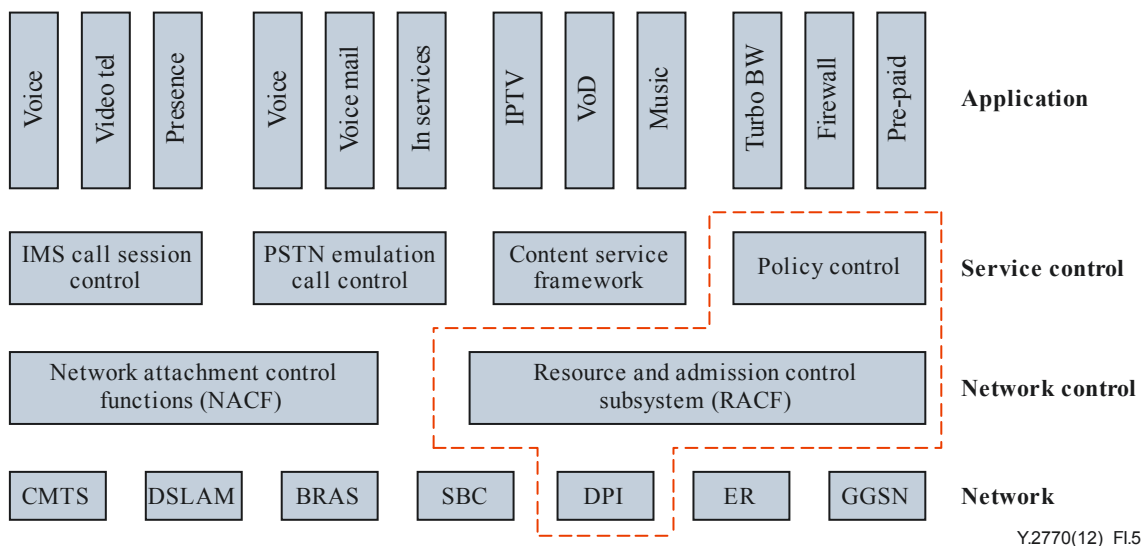 Voice
Video tel
Presence
Voice
Voice mail
In services
IPTV
VoD
Music
Turbo BW
Firewall
Pre-paid
Application
IMS call session
control
PSTN emulation
call control
Content service
framework
Policy control
Service control
Network attachment control
functions (NACF)
Resource and admission control
subsystem (RACF)
Network control
CMTS
DSLAM
BRAS
SBC
DPI
ER
GGSN
Network
Y.2770(12)_FI.5